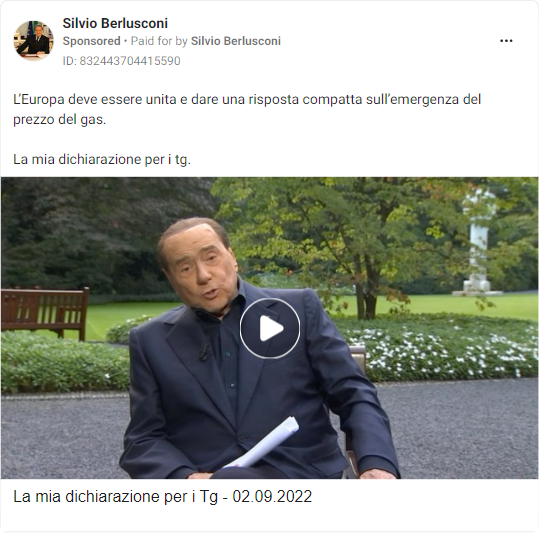 Silvio Berlusconi
Sponsored • Paid for by Silvio Berlusconi
ID: 832443704415590
L’Europa deve essere unita e dare una risposta compatta sull’emergenza del
prezzo del gas.
La mia dichiarazione per i tg.
La mia dichiarazione per i Tg - 02.09.2022